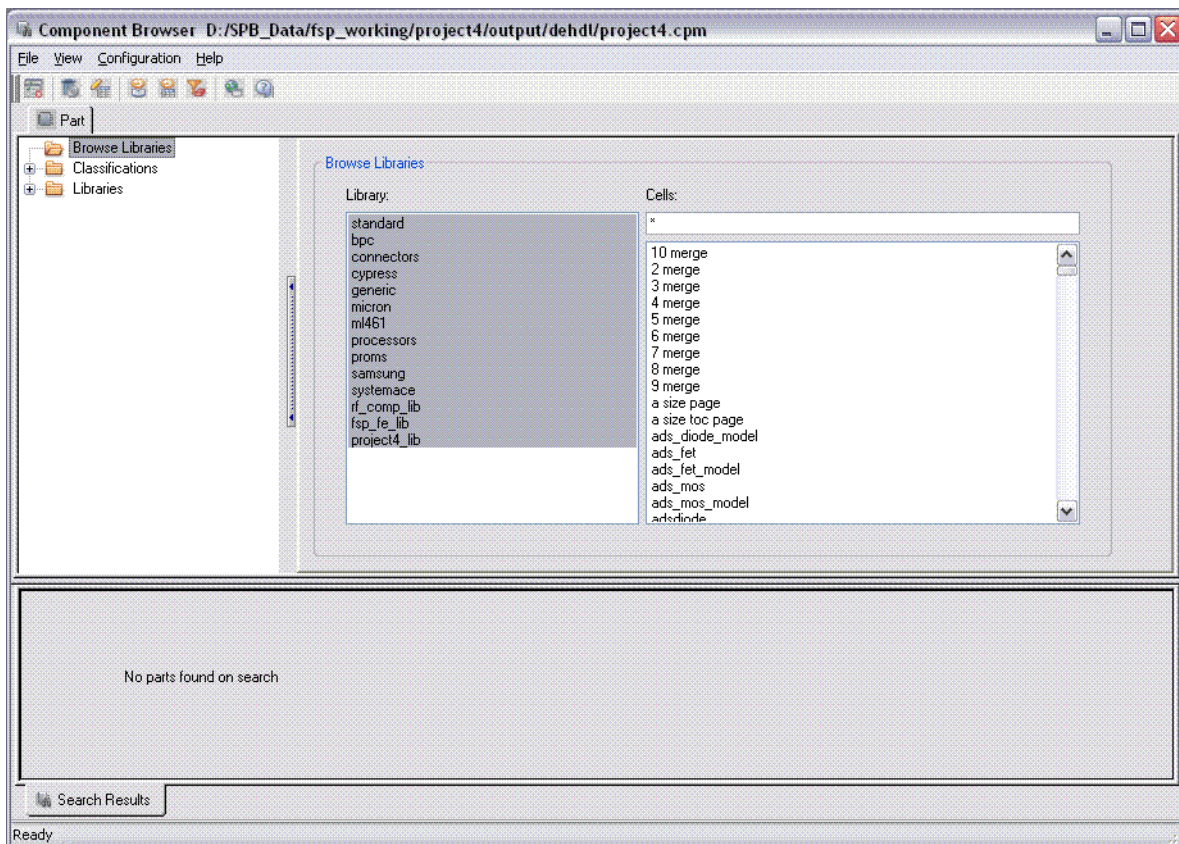 Component Browser D:/SPB_Data/fsp_working/project4/output/dehdl/project4.cpm
File View Configuration Help
Part
Browse Libraries
Classifications
Libraries
Browse Libraries
Library:
standard
bpc
connectors
cypress
generic
micron
ml461
processors
proms
samsung
systemace
rf_comp_lib
fsp_fe_lib
project4_lib
Cells:
*
10 merge
2 merge
3 merge
4 merge
5 merge
6 merge
7 merge
8 merge
9 merge
a size page
a size toc page
ads_diode_model
ads_fet
ads_fet_model
ads_mos
ads_mos_model
adsdiode
No parts found on search
Search Results
Ready